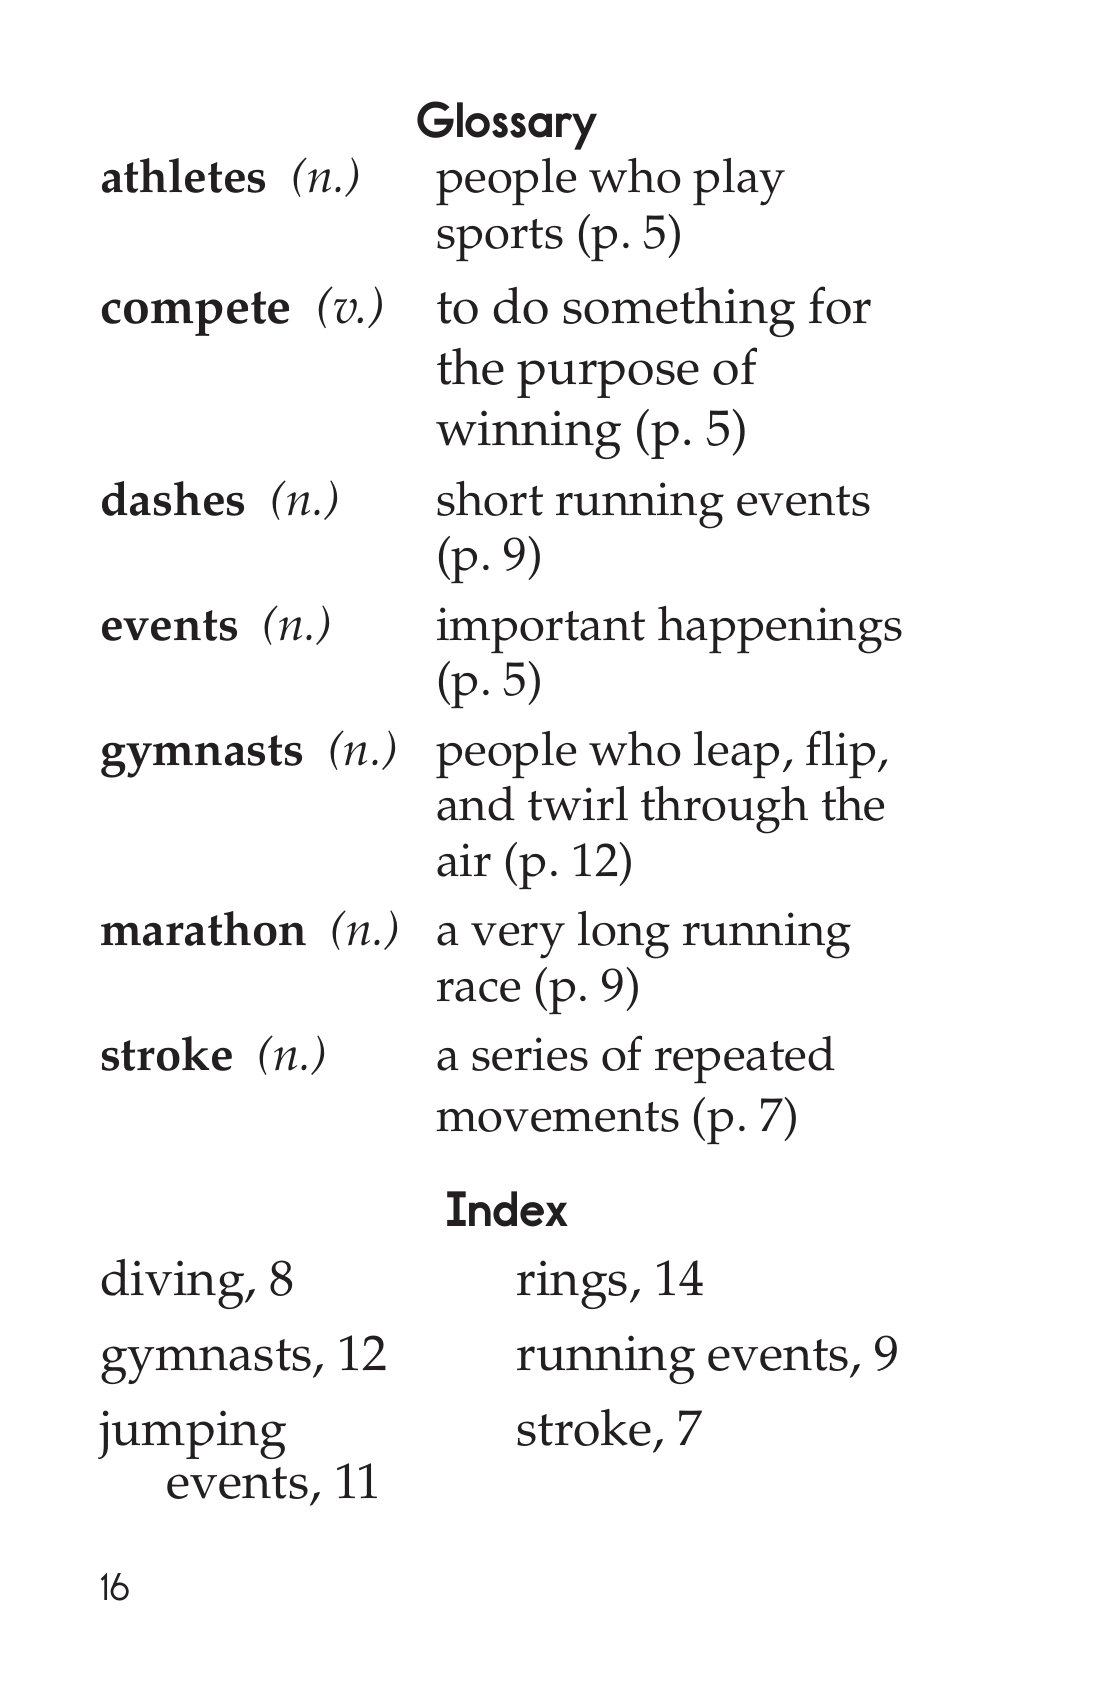 Glossary
athletes (n.) people who play
sports (p. 5)
compete (v.) to do something for
the purpose of
winning (p. 5)
dashes (n.) short running events
(p. 9)
events (n.) important happenings
(p. 5)
gymnasts (n.) people who leap, flip,
and twirl through the
air (p. 12)
marathon (n.) a very long running
race (p. 9)
stroke (n.) a series of repeated
movements (p. 7)
Index
diving, 8
gymnasts, 12
jumping
events, 11
rings, 14
running events, 9
stroke, 7
16